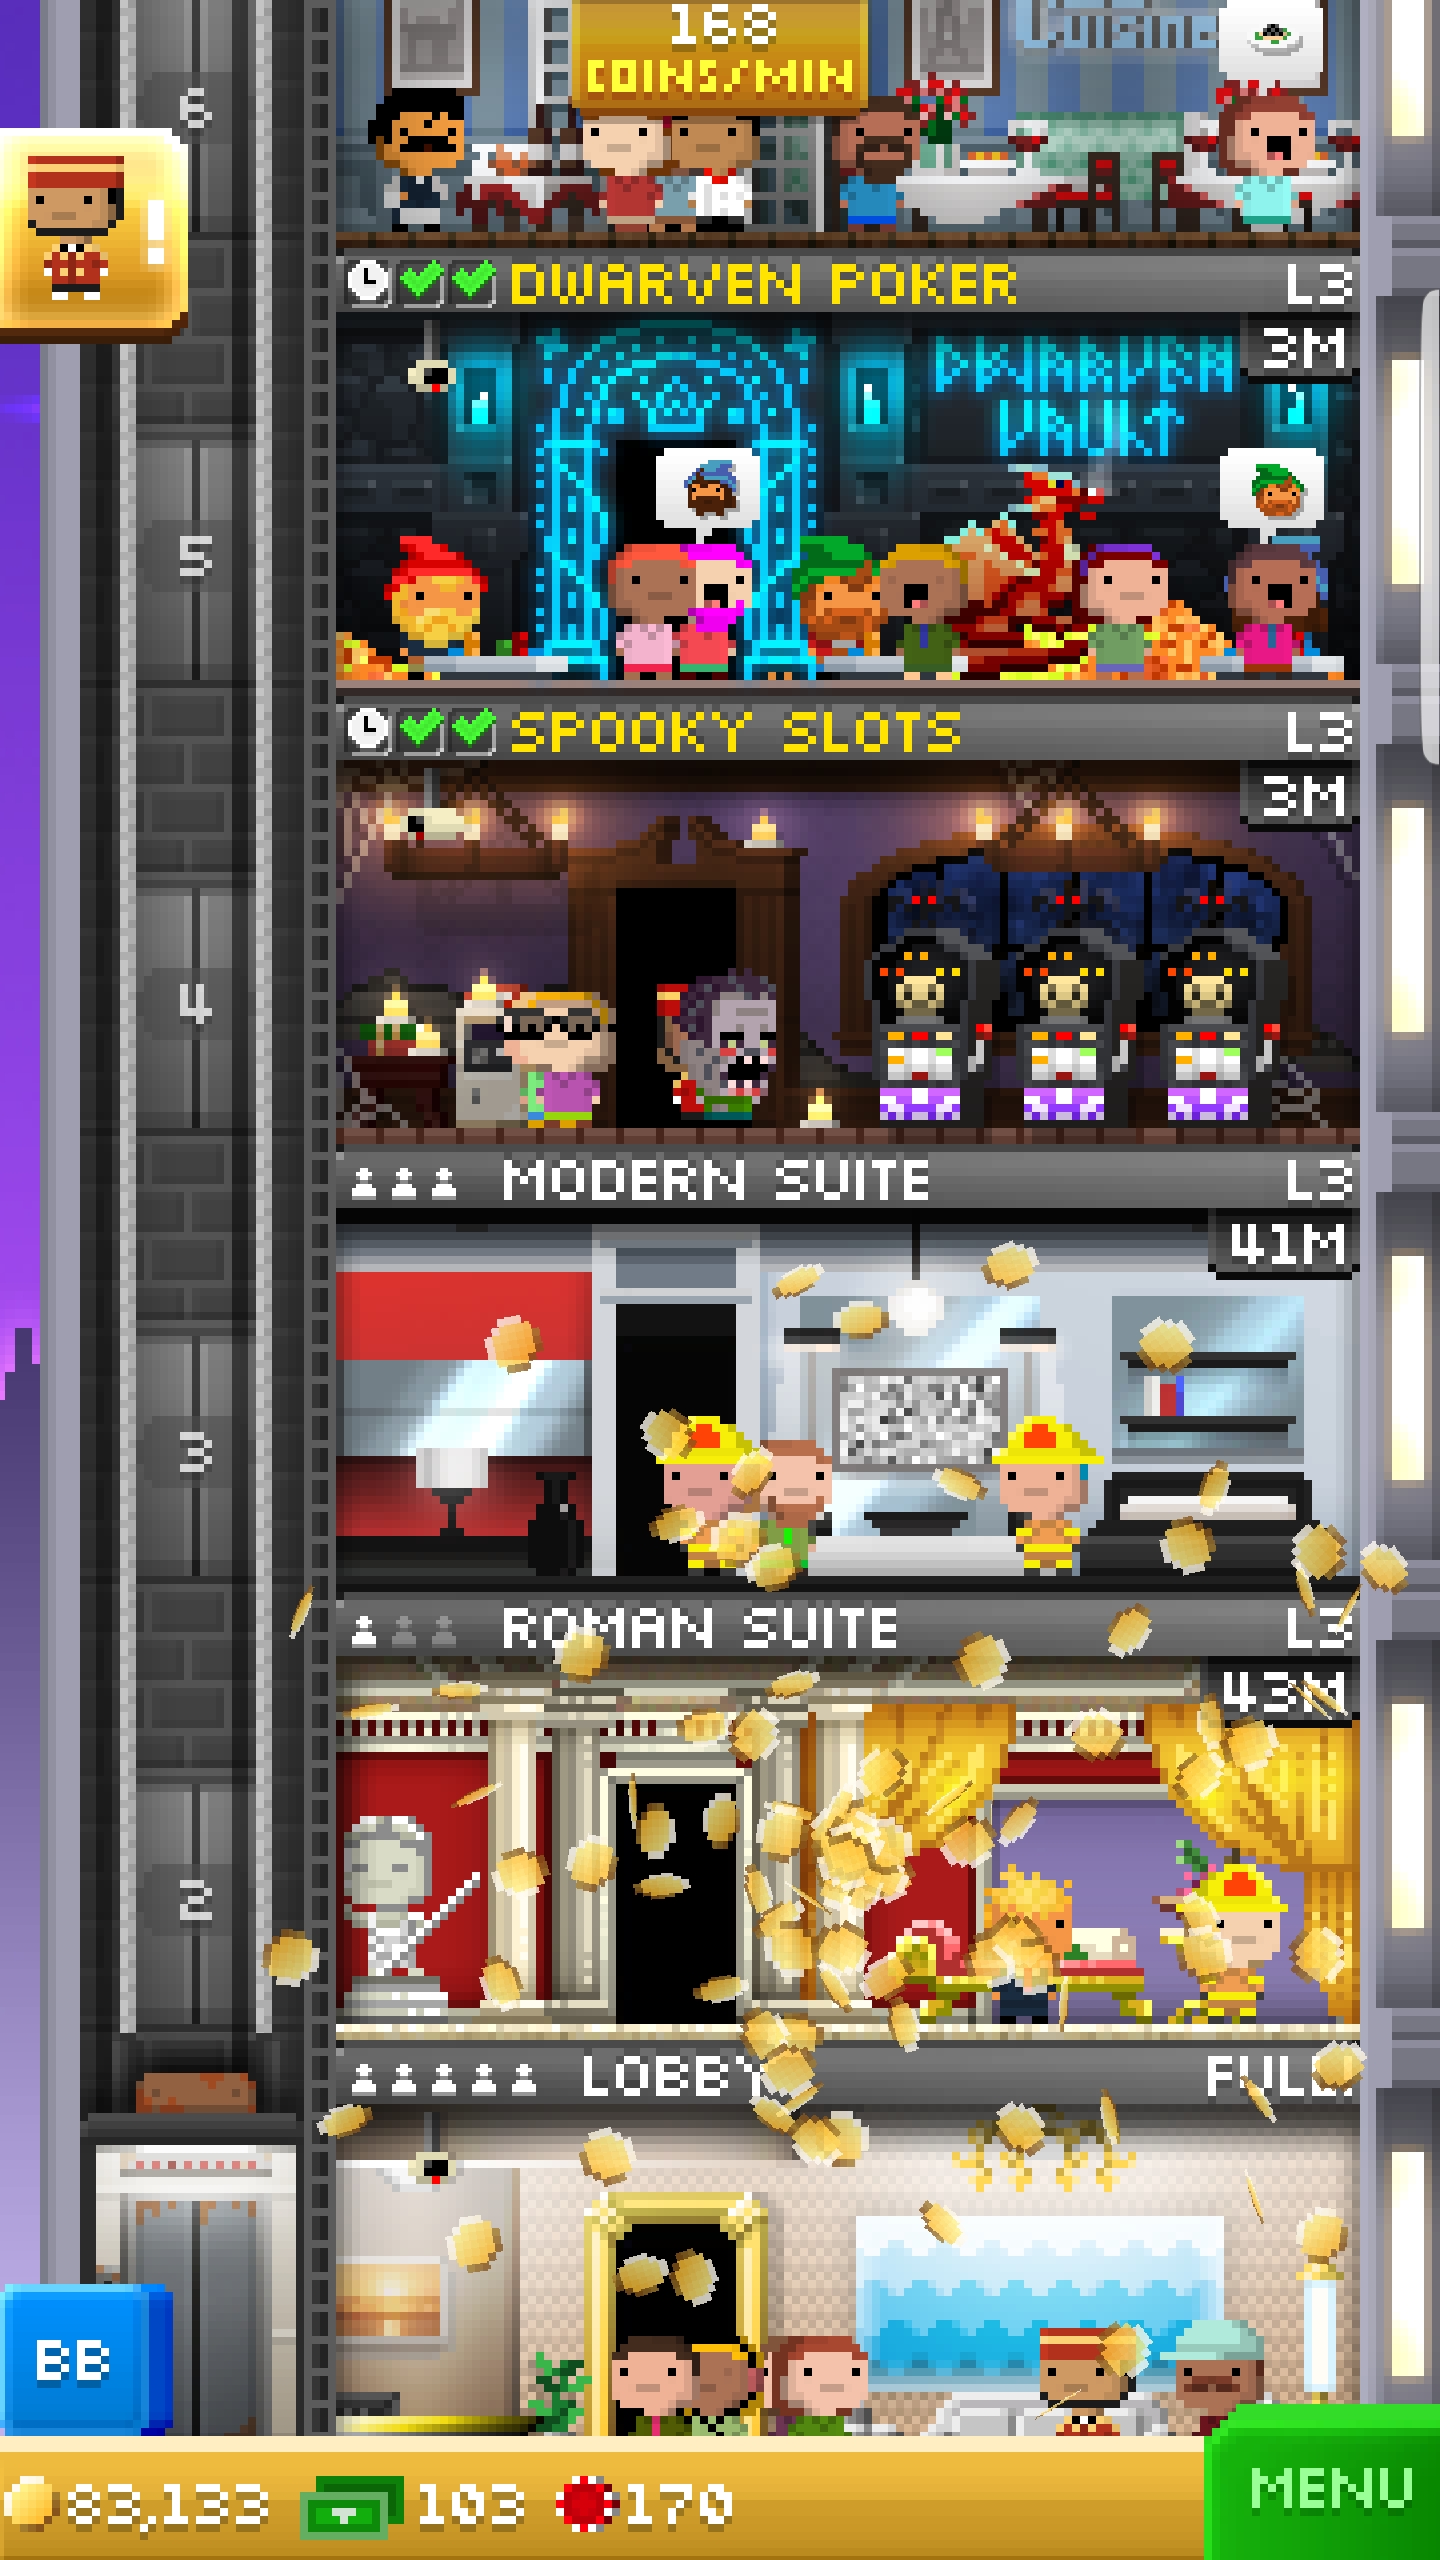 168
COINS/MIN
Cuisine
6
!
DWARVEN POKER L3
3M
DWARVEN
VAULT
5
SPOOKY SLOTS L3
3M
4
MODERN SUITE L3
41M
3
ROMAN SUITE L3
43M
2
LOBBY FULL
BB
83,133 103 170
MENU